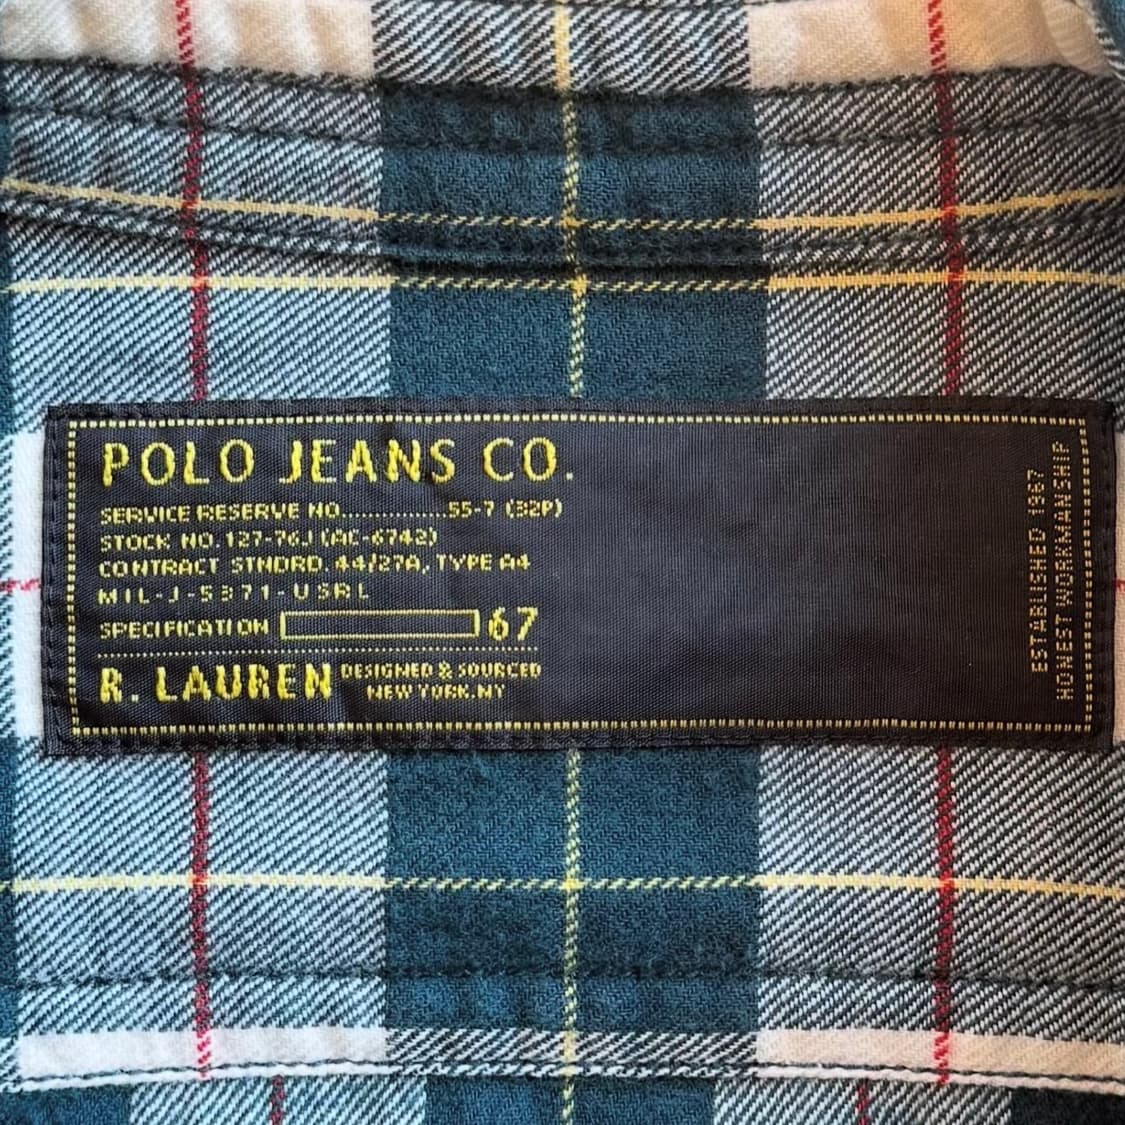 POLO JEANS CO.
SERVICE RESERVE NO..............55-7 (32P)
STOCK NO. 127-76J (AC-6742)
CONTRACT STNDRD. 44/27A, TYPE A4
MIL-J-5371-USRL
SPECIFICATION 67
R. LAUREN DESIGNED & SOURCED
NEW YORK.NY
ESTABLISHED 1967
HONEST WORKMANSHIP